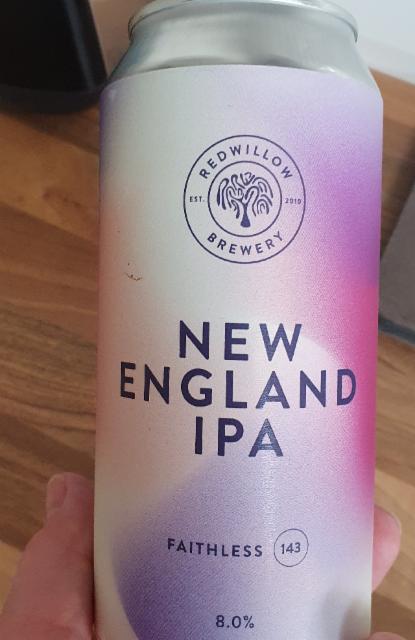 REDWILLOW
EST. 2010
BREWERY
NEW
ENGLAND
IPA
FAITHLESS 143
8.0%